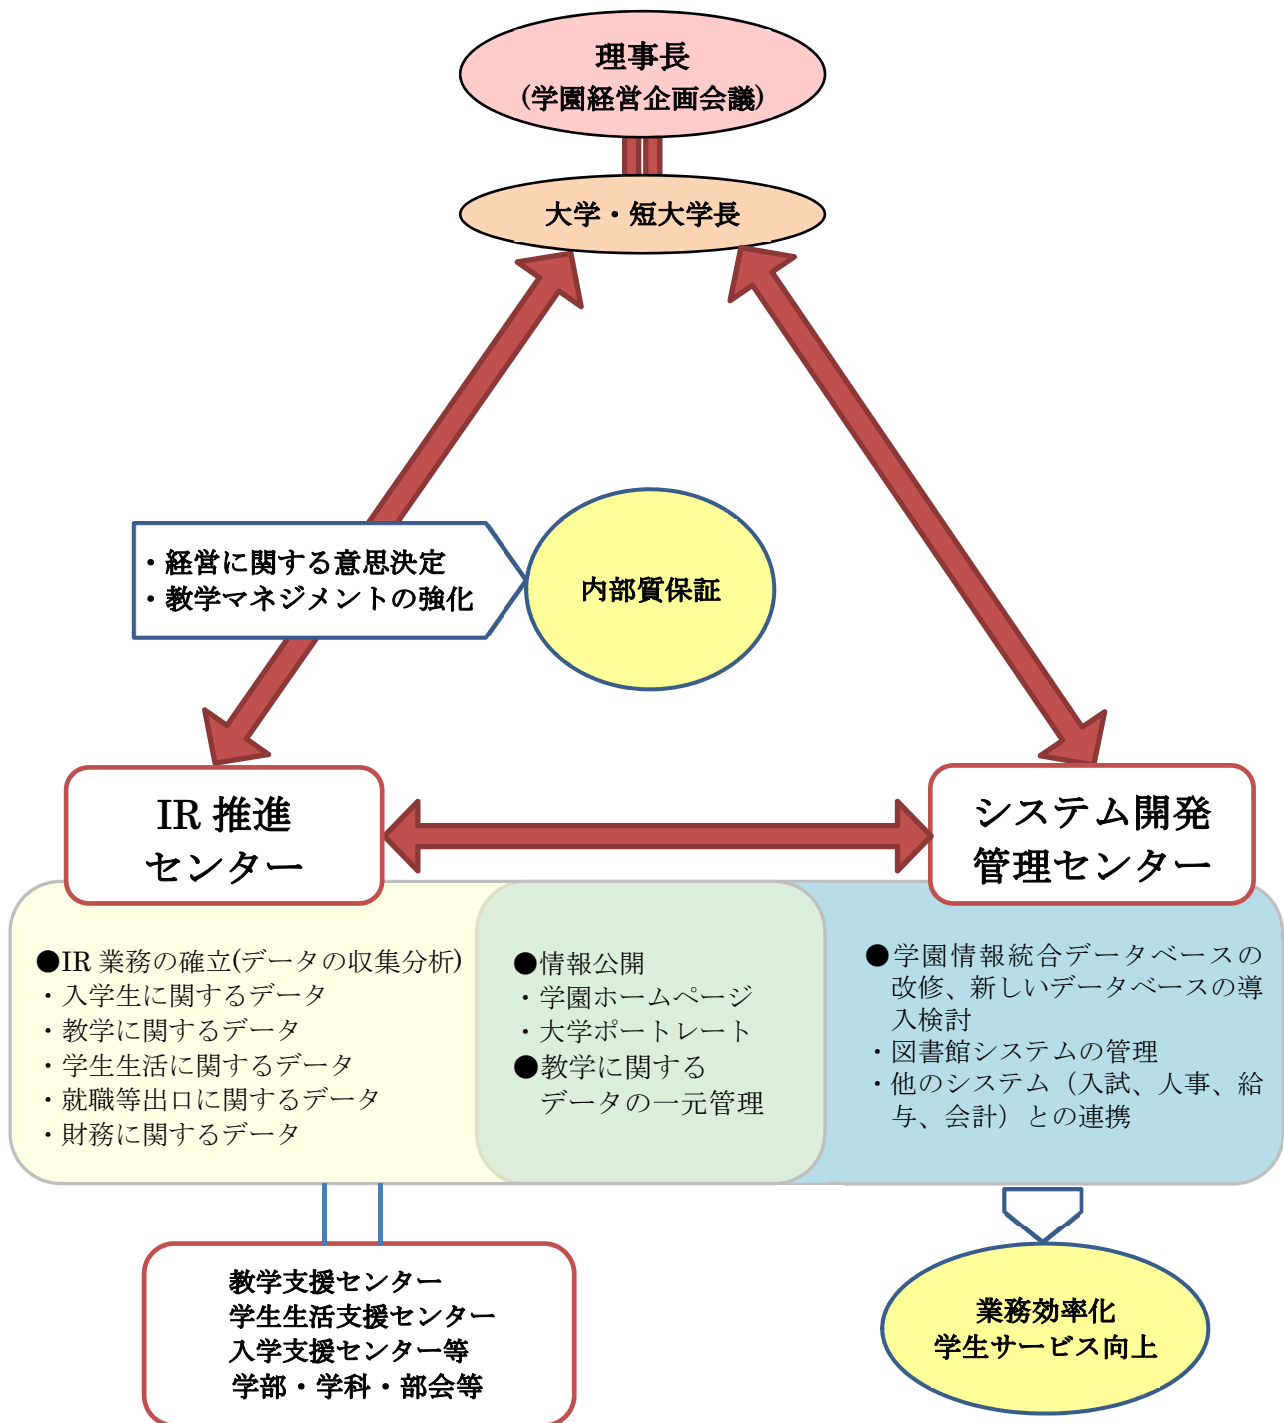 理事長
(学園経営企画会議)
大学・短大学長
・経営に関する意思決定
・教学マネジメントの強化
内部質保証
IR 推進
センター
システム開発
管理センター
●IR 業務の確立(データの収集分析)
・入学生に関するデータ
・教学に関するデータ
・学生生活に関するデータ
・就職等出口に関するデータ
・財務に関するデータ
●情報公開
・学園ホームページ
・大学ポートレート
●教学に関する
データの一元管理
●学園情報統合データベースの
改修、新しいデータベースの導
入検討
・図書館システムの管理
・他のシステム（入試、人事、給
与、会計）との連携
教学支援センター
学生生活支援センター
入学支援センター等
学部・学科・部会等
業務効率化
学生サービス向上